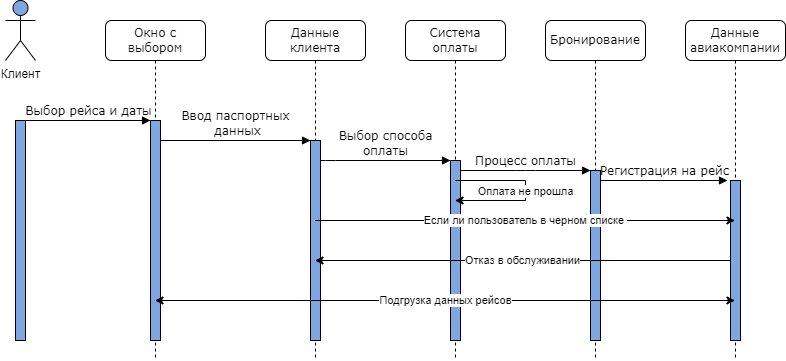 Клиент
Окно с
выбором
Данные
клиента
Система
оплаты
Бронирование
Данные
авиакомпании
Выбор рейса и даты
Ввод паспортных
данных
Выбор способа
оплаты
Процесс оплаты
Регистрация на рейс
Оплата не прошла
Если ли пользователь в черном списке
Отказ в обслуживании
Подгрузка данных рейсов